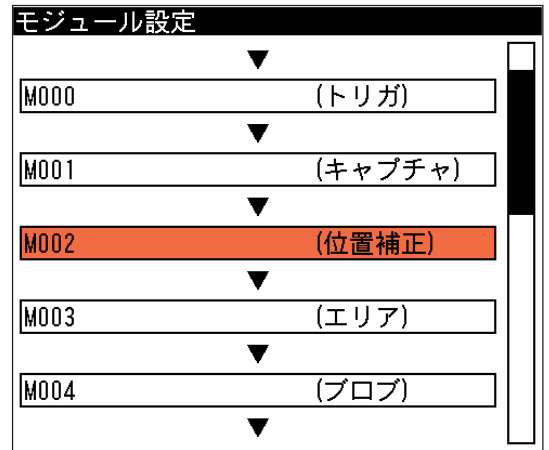 モジュール設定
▼
M000 (トリガ)
▼
M001 (キャプチャ)
▼
M002 (位置補正)
▼
M003 (エリア)
▼
M004 (ブロブ)
▼